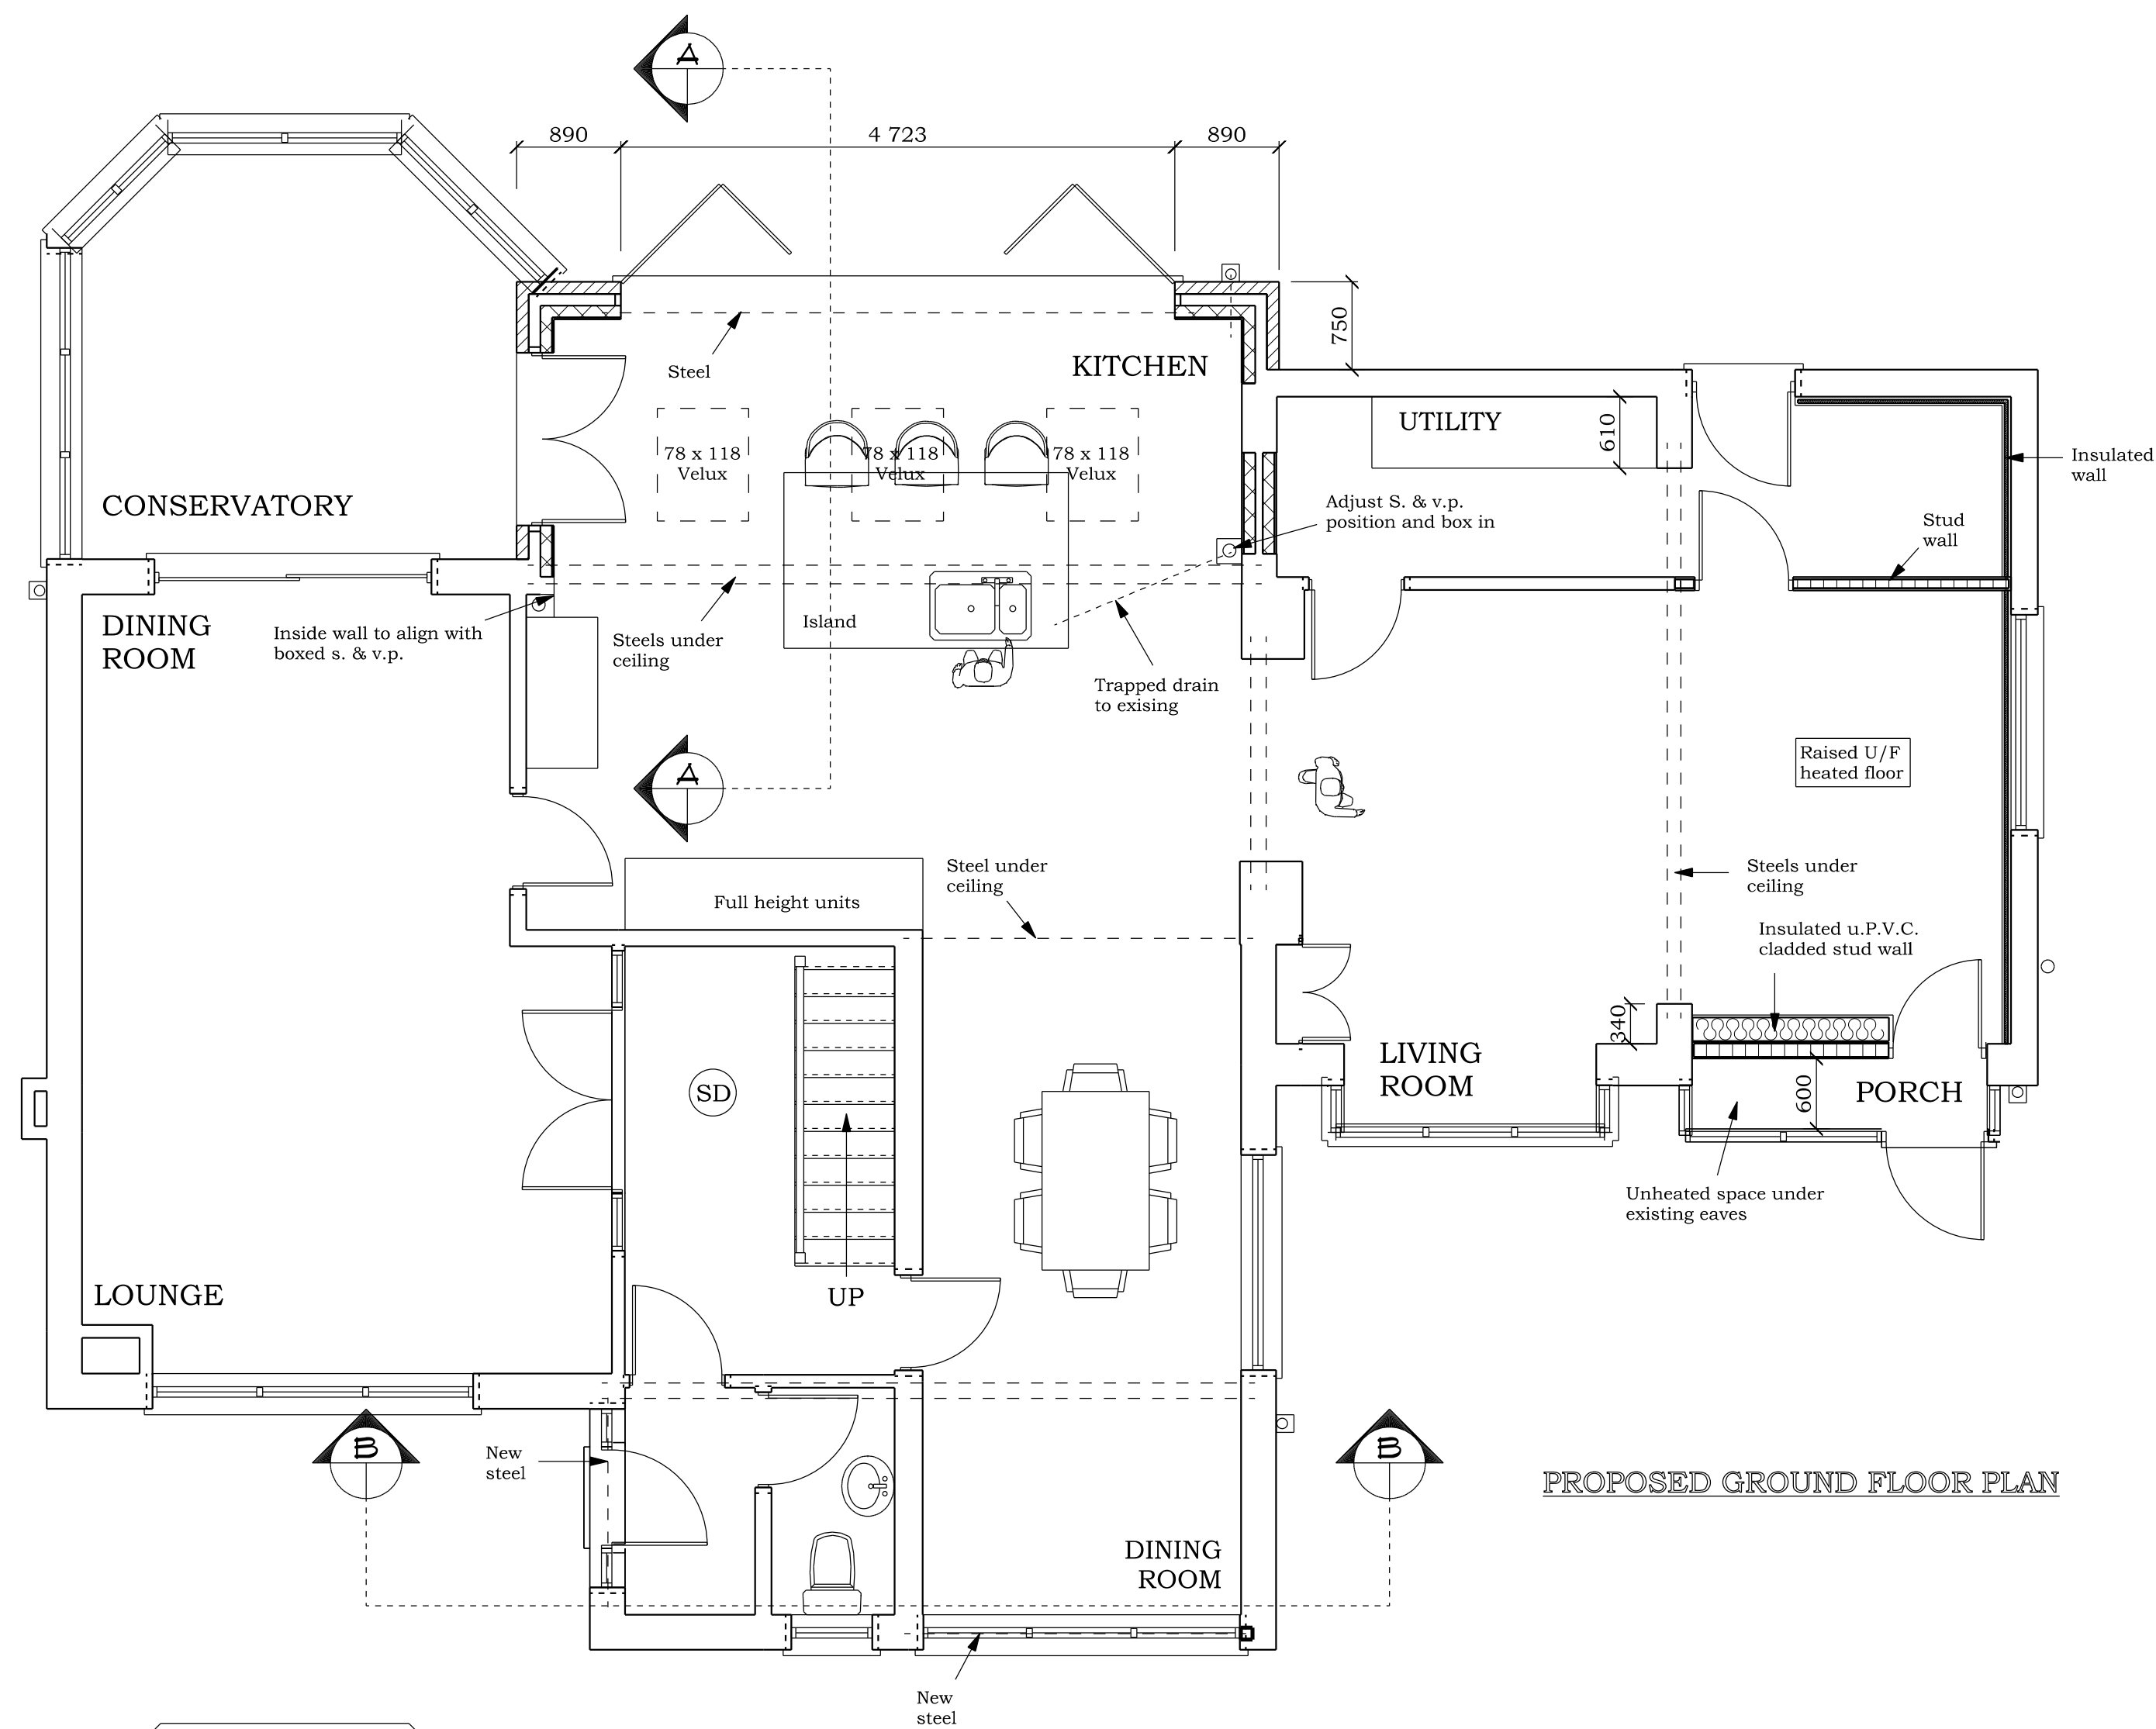 A
890
4 723
890
750
Steel
KITCHEN
UTILITY
610
78 x 118
Velux
78 x 118
Velux
78 x 118
Velux
Insulated
wall
CONSERVATORY
Adjust S. & v.p.
position and box in
Stud
wall
DINING
ROOM
Inside wall to align with
boxed s. & v.p.
Steels under
ceiling
Island
Trapped drain
to exising
A
Raised U/F
heated floor
Steel under
ceiling
Steels under
ceiling
Full height units
Insulated u.P.V.C.
cladded stud wall
340
LIVING
ROOM
SD
600
PORCH
Unheated space under
existing eaves
LOUNGE
UP
B
New
steel
B
PROPOSED GROUND FLOOR PLAN
DINING
ROOM
New
steel